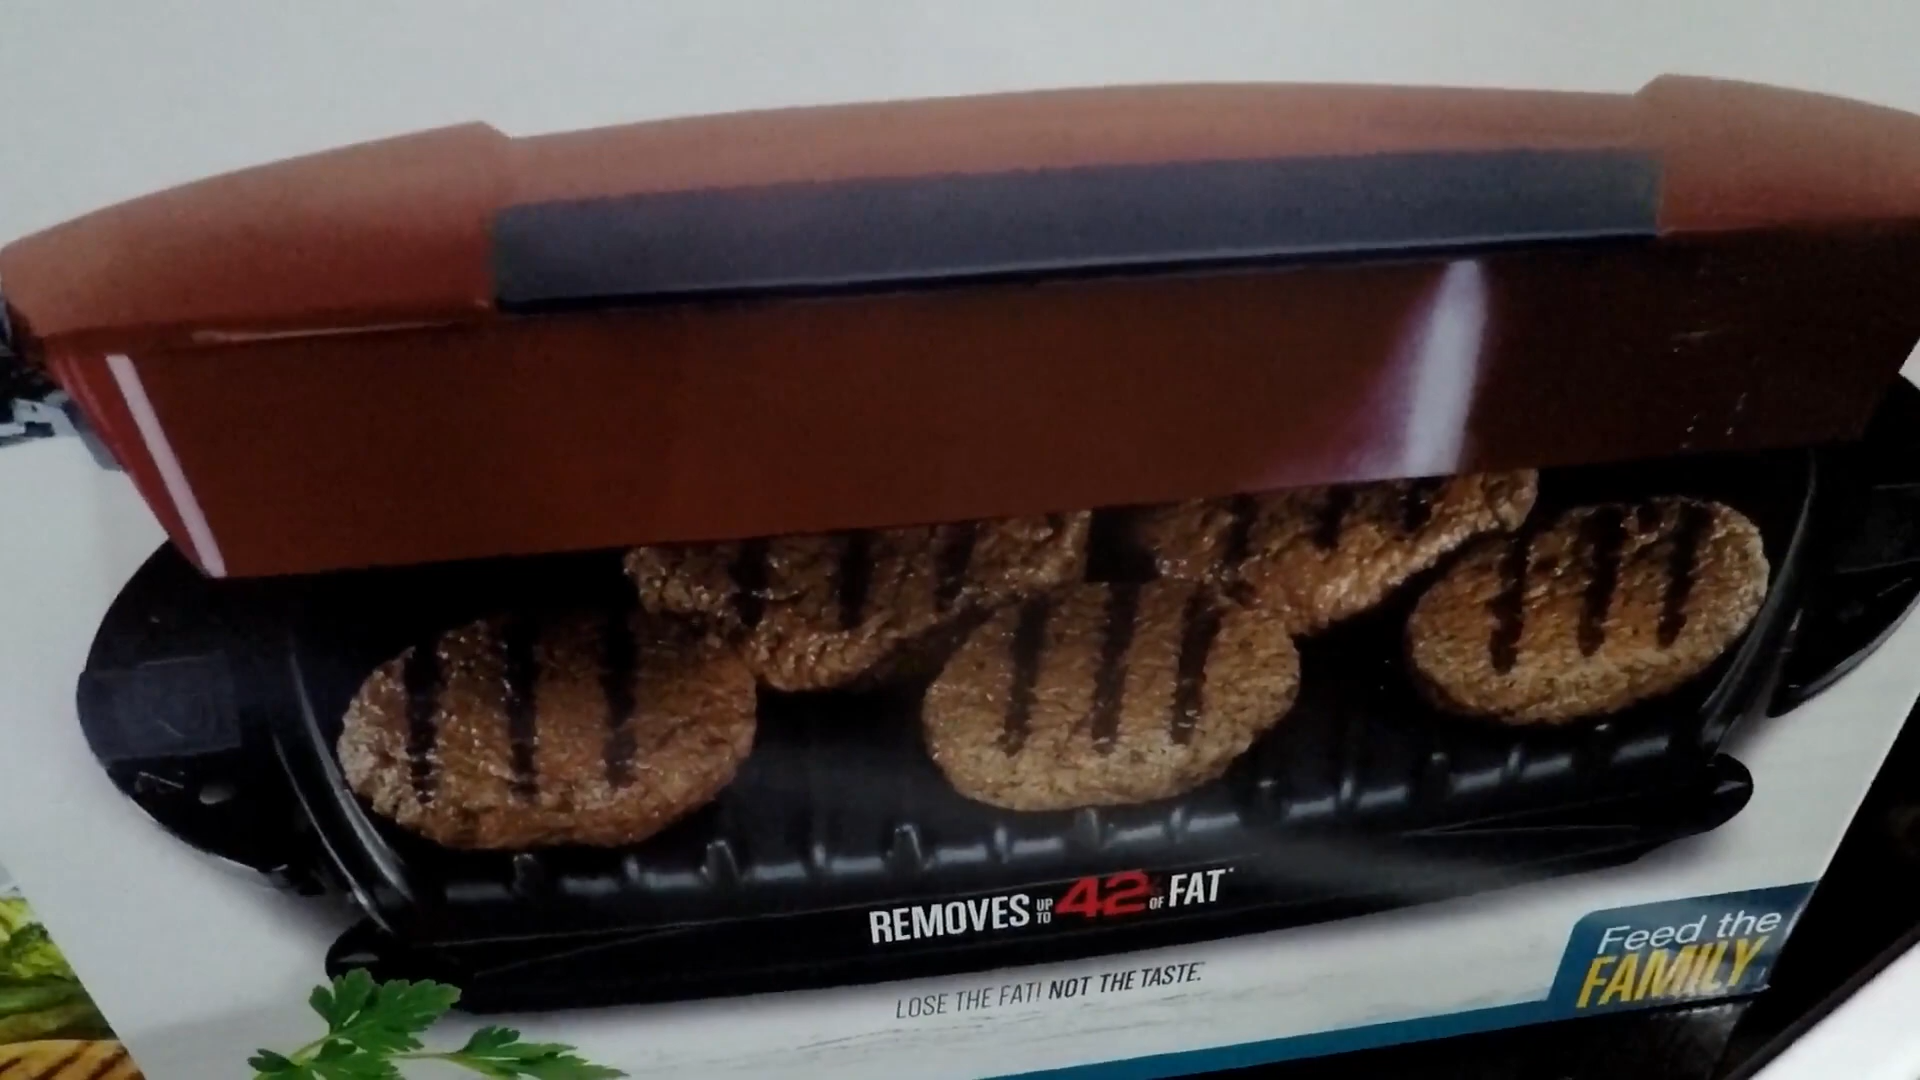 REMOVES UP TO 42% OF FAT*
LOSE THE FAT! NOT THE TASTE.
Feed the
FAMILY